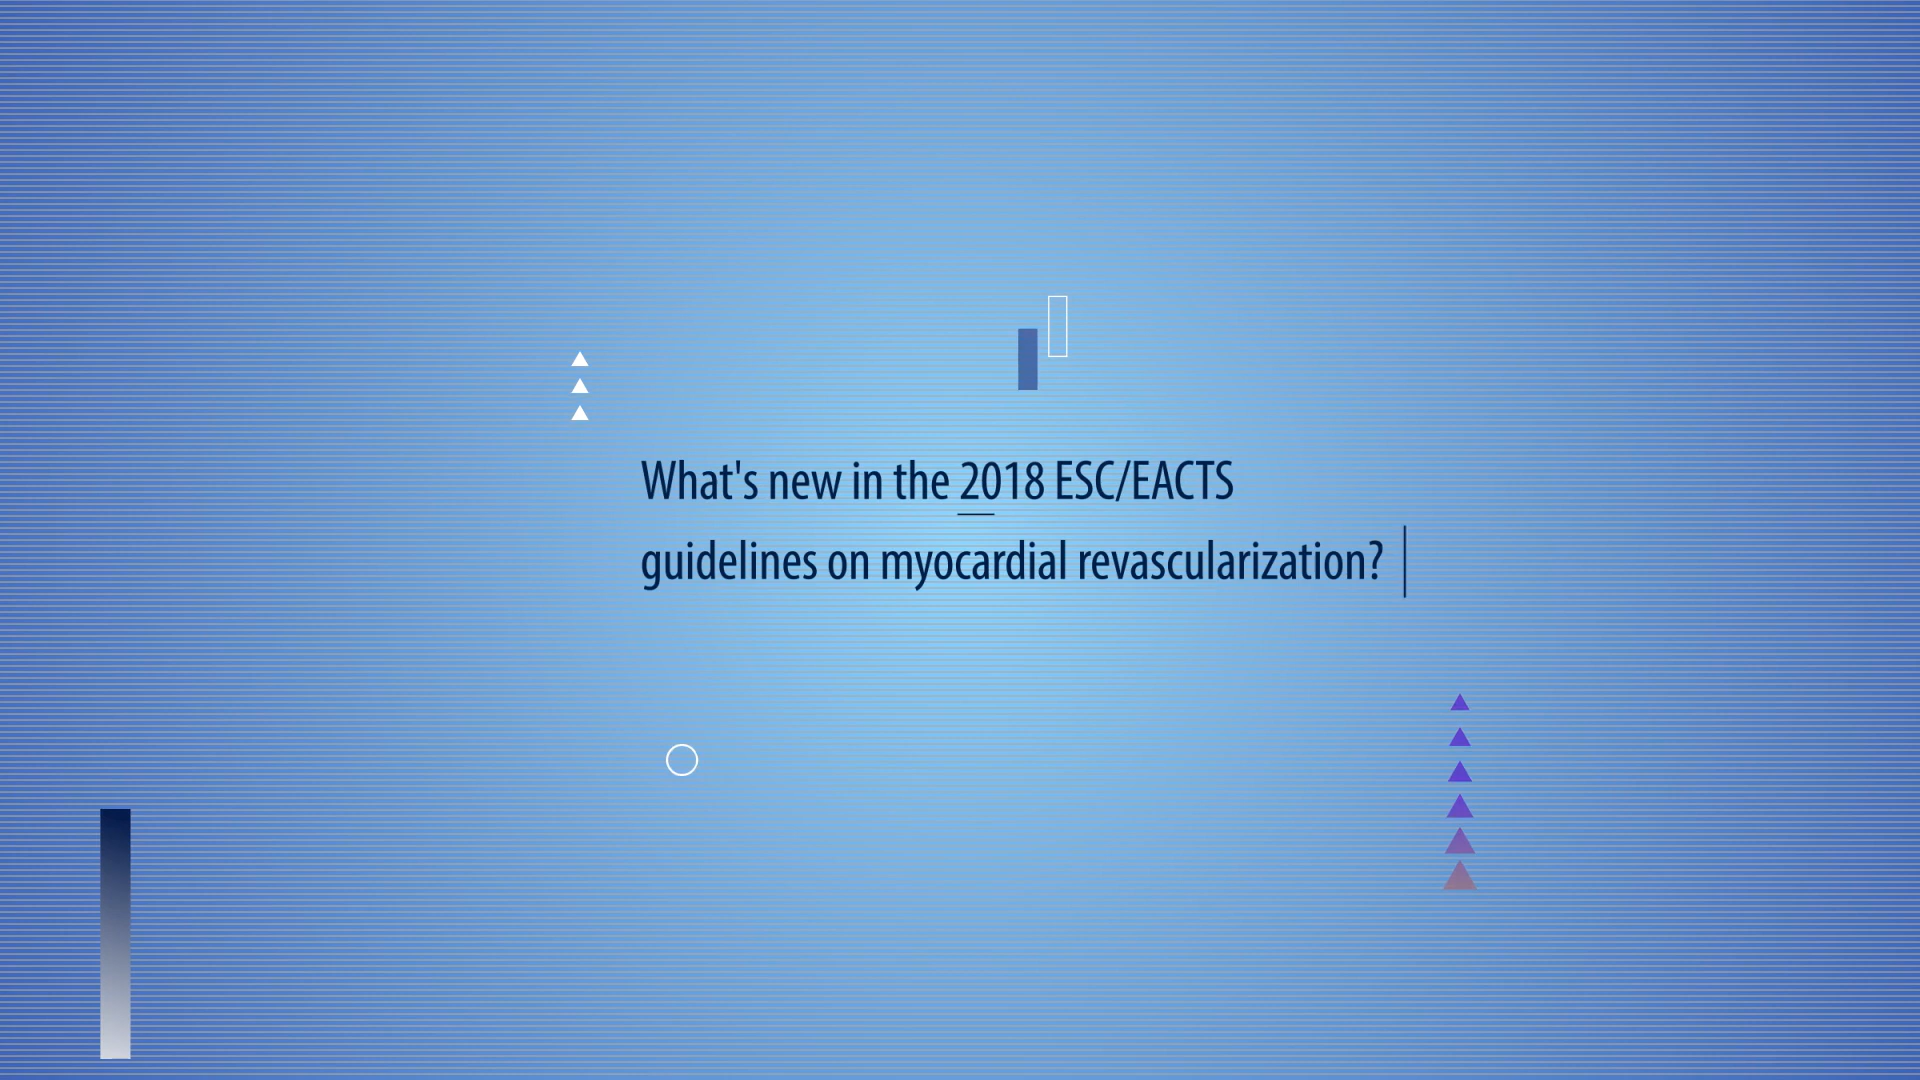 What's new in the 2018 ESC/EACTS
guidelines on myocardial revascularization?